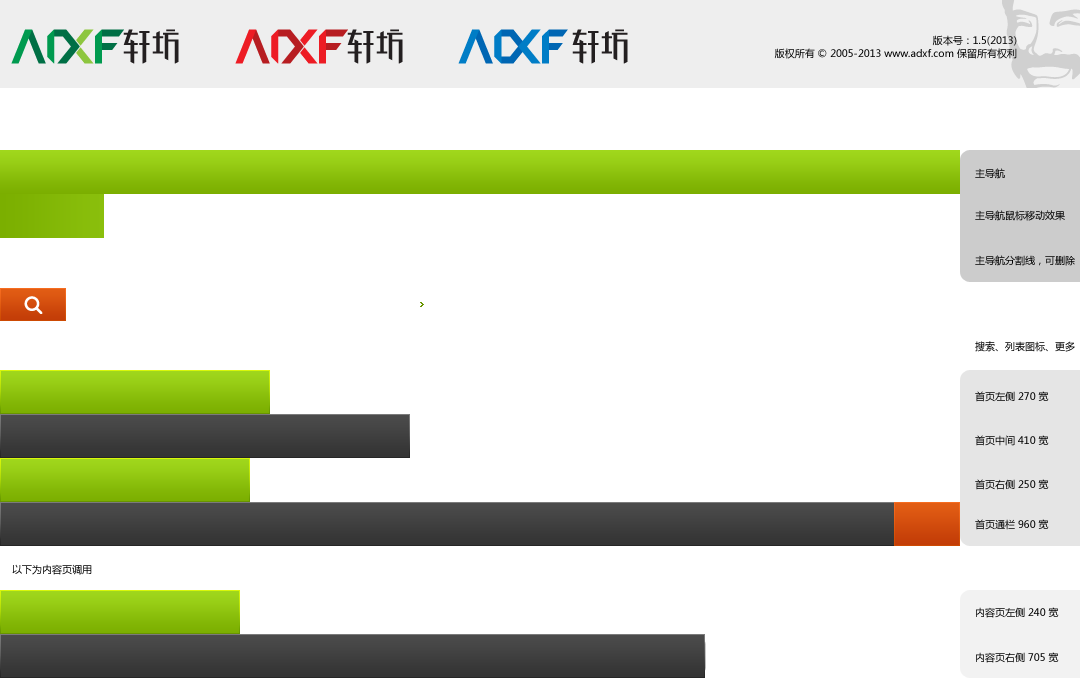 ADXF轩坊 ADXF轩坊 ADXF轩坊
版本号：1.5(2013)
版权所有 © 2005-2013 www.adxf.com 保留所有权利
主导航
主导航鼠标移动效果
主导航分割线，可删除
搜索、列表图标、更多
首页左侧 270 宽
首页中间 410 宽
首页右侧 250 宽
首页通栏 960 宽
以下为内容页调用
内容页左侧 240 宽
内容页右侧 705 宽